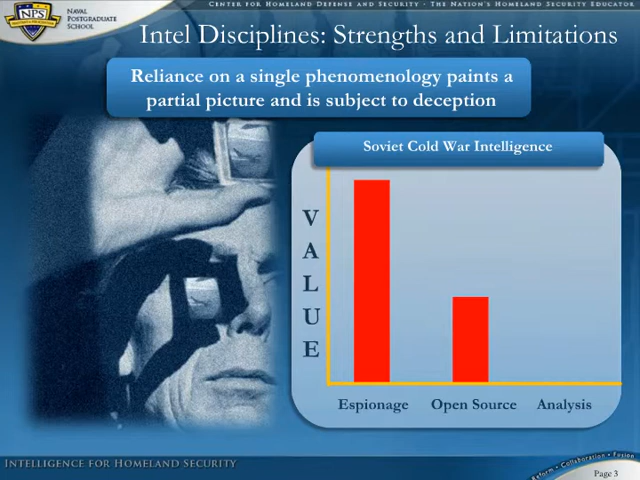 CENTER FOR HOMELAND DEFENSE AND SECURITY - THE NATION'S HOMELAND SECURITY EDUCATOR
NPS
NAVAL
POSTGRADUATE
SCHOOL
Intel Disciplines: Strengths and Limitations
Reliance on a single phenomenology paints a
partial picture and is subject to deception
Soviet Cold War Intelligence
V
A
L
U
E
Espionage Open Source Analysis
INTELLIGENCE FOR HOMELAND SECURITY
Collaboration • Fusion
Page 3